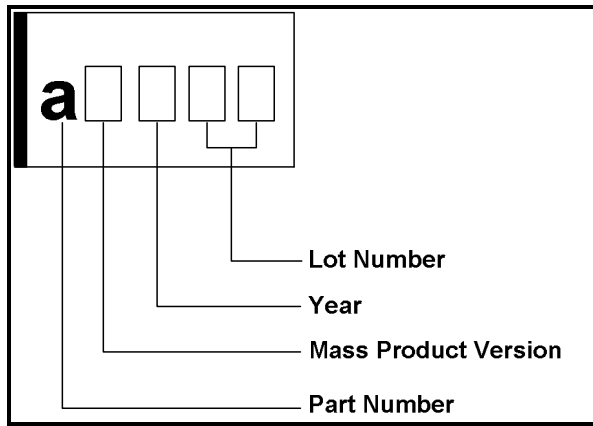 a
Lot Number
Year
Mass Product Version
Part Number